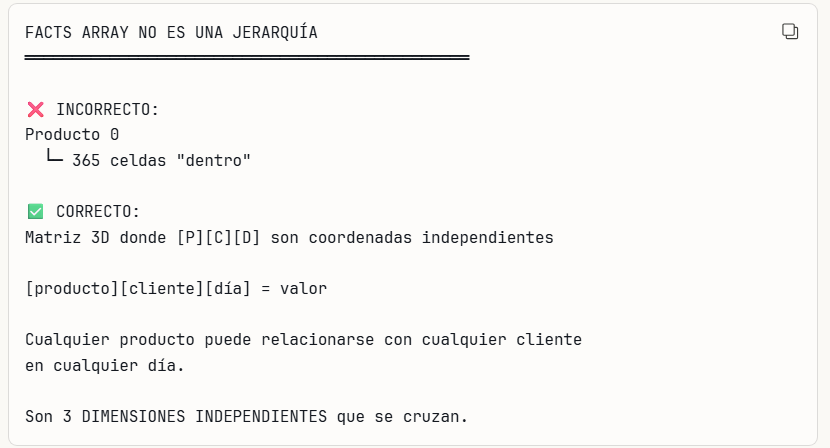 FACTS ARRAY NO ES UNA JERARQUÍA
═══════════════════════════════════════════════
❌ INCORRECTO:
Producto 0
  └─ 365 celdas "dentro"
✅ CORRECTO:
Matriz 3D donde [P][C][D] son coordenadas independientes
[producto][cliente][día] = valor
Cualquier producto puede relacionarse con cualquier cliente
en cualquier día.
Son 3 DIMENSIONES INDEPENDIENTES que se cruzan.